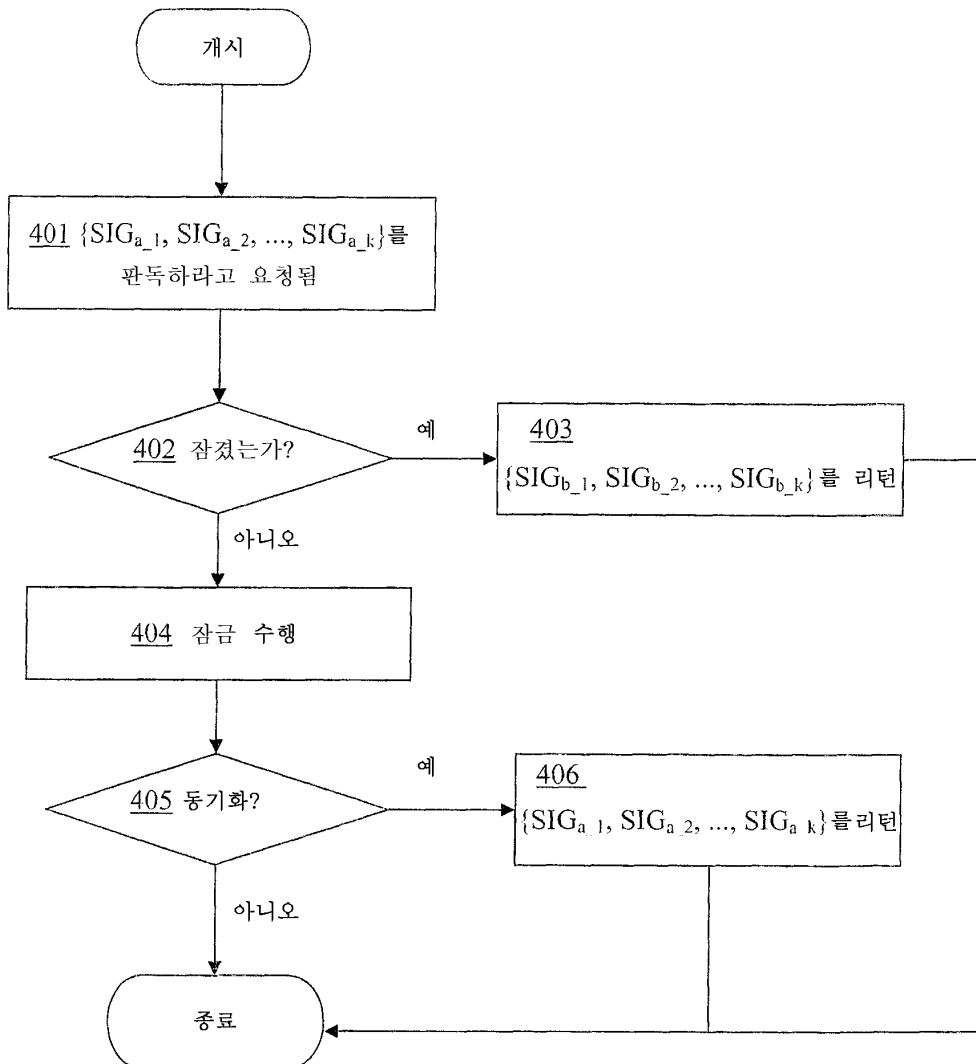 개시
401 {SIGa_1, SIGa_2, ..., SIGa_k}를
판독하라고 요청됨
402 잠겼는가?
예
403
{SIGb_1, SIGb_2, ..., SIGb_k}를 리턴
아니오
404 잠금 수행
405 동기화?
예
406
{SIGa_1, SIGa_2, ..., SIGa_k}를리턴
아니오
종료